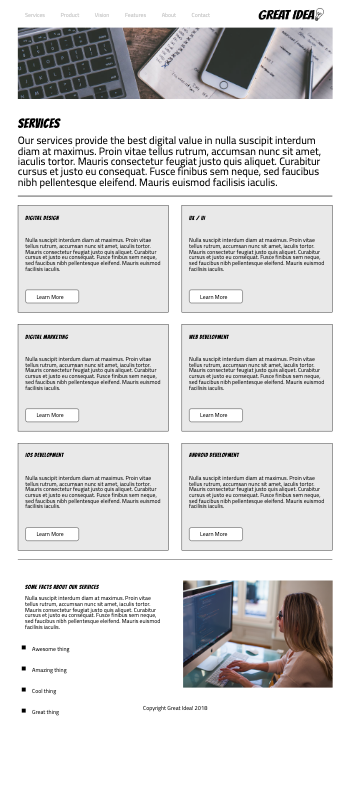 Services Product Vision Features About Contact
GREAT IDEA!
SERVICES
Our services provide the best digital value in nulla suscipit interdum
diam at maximus. Proin vitae tellus rutrum, accumsan nunc sit amet,
iaculis tortor. Mauris consectetur feugiat justo quis aliquet. Curabitur
cursus et justo eu consequat. Fusce finibus sem neque, sed faucibus
nibh pellentesque eleifend. Mauris euismod facilisis iaculis.
DIGITAL DESIGN
Nulla suscipit interdum diam at maximus. Proin vitae
tellus rutrum, accumsan nunc sit amet, iaculis tortor.
Mauris consectetur feugiat justo quis aliquet. Curabitur
cursus et justo eu consequat. Fusce finibus sem neque,
sed faucibus nibh pellentesque eleifend. Mauris euismod
facilisis iaculis.
Learn More
UX / UI
Nulla suscipit interdum diam at maximus. Proin vitae
tellus rutrum, accumsan nunc sit amet, iaculis tortor.
Mauris consectetur feugiat justo quis aliquet. Curabitur
cursus et justo eu consequat. Fusce finibus sem neque,
sed faucibus nibh pellentesque eleifend. Mauris euismod
facilisis iaculis.
Learn More
DIGITAL MARKETING
Nulla suscipit interdum diam at maximus. Proin vitae
tellus rutrum, accumsan nunc sit amet, iaculis tortor.
Mauris consectetur feugiat justo quis aliquet. Curabitur
cursus et justo eu consequat. Fusce finibus sem neque,
sed faucibus nibh pellentesque eleifend. Mauris euismod
facilisis iaculis.
Learn More
WEB DEVELOPMENT
Nulla suscipit interdum diam at maximus. Proin vitae
tellus rutrum, accumsan nunc sit amet, iaculis tortor.
Mauris consectetur feugiat justo quis aliquet. Curabitur
cursus et justo eu consequat. Fusce finibus sem neque,
sed faucibus nibh pellentesque eleifend. Mauris euismod
facilisis iaculis.
Learn More
IOS DEVELOPMENT
Nulla suscipit interdum diam at maximus. Proin vitae
tellus rutrum, accumsan nunc sit amet, iaculis tortor.
Mauris consectetur feugiat justo quis aliquet. Curabitur
cursus et justo eu consequat. Fusce finibus sem neque,
sed faucibus nibh pellentesque eleifend. Mauris euismod
facilisis iaculis.
Learn More
ANDROID DEVELOPMENT
Nulla suscipit interdum diam at maximus. Proin vitae
tellus rutrum, accumsan nunc sit amet, iaculis tortor.
Mauris consectetur feugiat justo quis aliquet. Curabitur
cursus et justo eu consequat. Fusce finibus sem neque,
sed faucibus nibh pellentesque eleifend. Mauris euismod
facilisis iaculis.
Learn More
SOME FACTS ABOUT OUR SERVICES
Nulla suscipit interdum diam at maximus. Proin vitae
tellus rutrum, accumsan nunc sit amet, iaculis tortor.
Mauris consectetur feugiat justo quis aliquet. Curabitur
cursus et justo eu consequat. Fusce finibus sem neque,
sed faucibus nibh pellentesque eleifend. Mauris euismod
facilisis iaculis.
Awesome thing
Amazing thing
Cool thing
Great thing
Copyright Great Idea! 2018